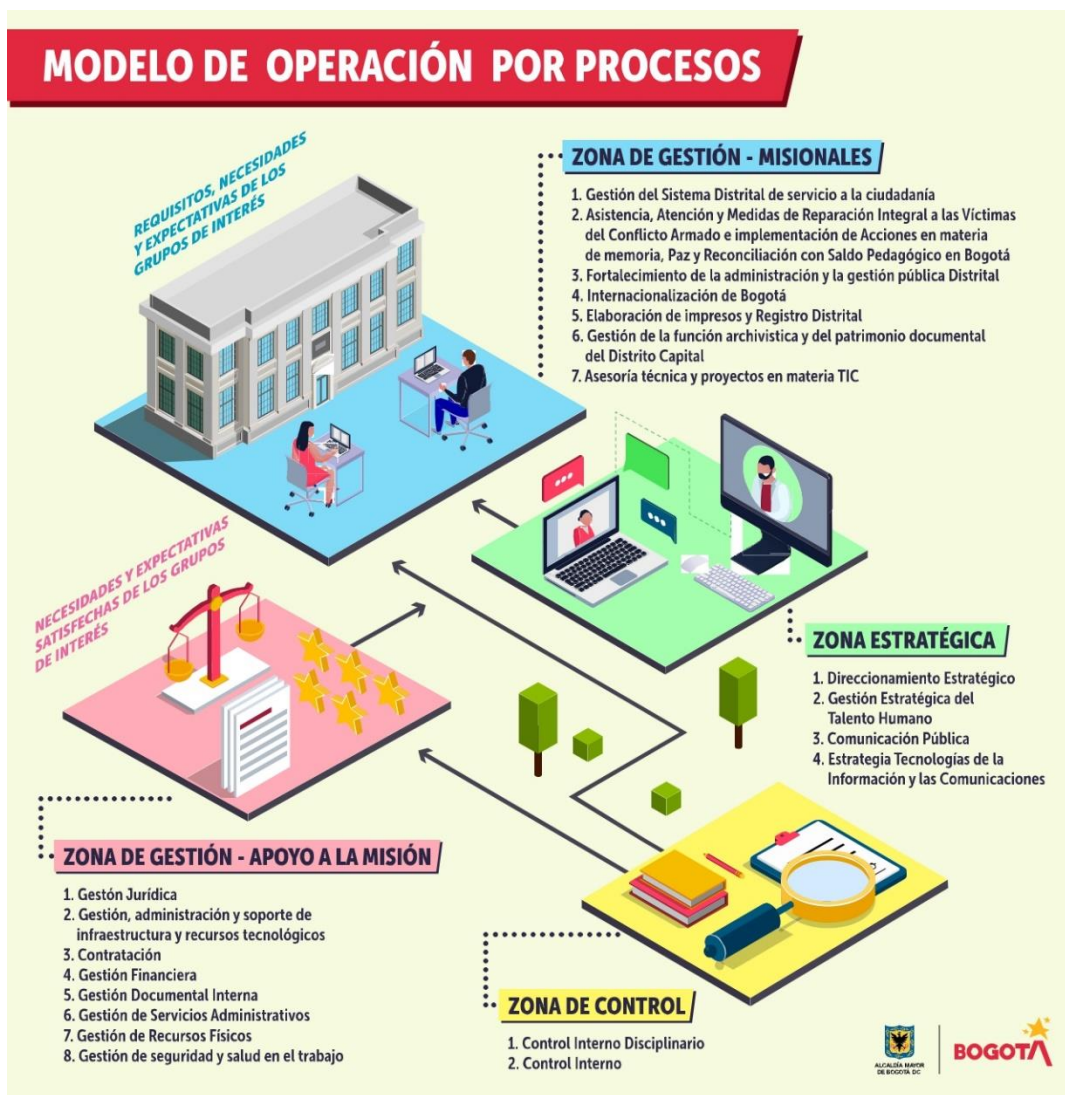 MODELO DE OPERACIÓN POR PROCESOS
REQUISITOS, NECESIDADES
Y EXPECTATIVAS DE LOS
GRUPOS DE INTERÉS
ZONA DE GESTIÓN - MISIONALES
1. Gestión del Sistema Distrital de servicio a la ciudadanía
2. Asistencia, Atención y Medidas de Reparación Integral a las Víctimas
del Conflicto Armado e implementación de Acciones en materia
de memoria, Paz y Reconciliación con Saldo Pedagógico en Bogotá
3. Fortalecimiento de la administración y la gestión pública Distrital
4. Internacionalización de Bogotá
5. Elaboración de impresos y Registro Distrital
6. Gestión de la función archivistica y del patrimonio documental
del Distrito Capital
7. Asesoría técnica y proyectos en materia TIC
NECESIDADES Y EXPECTATIVAS
SATISFECHAS DE LOS GRUPOS
DE INTERÉS
ZONA ESTRATÉGICA
1. Direccionamiento Estratégico
2. Gestión Estratégica del
Talento Humano
3. Comunicación Pública
4. Estrategia Tecnologías de la
Información y las Comunicaciones
ZONA DE GESTIÓN - APOYO A LA MISIÓN
1. Gestón Jurídica
2. Gestión, administración y soporte de
infraestructura y recursos tecnológicos
3. Contratación
4. Gestión Financiera
5. Gestión Documental Interna
6. Gestión de Servicios Administrativos
7. Gestión de Recursos Físicos
8. Gestión de seguridad y salud en el trabajo
ZONA DE CONTROL
1. Control Interno Disciplinario
2. Control Interno
ALCALDÍA MAYOR
DE BOGOTÁ DC
BOGOTÁ